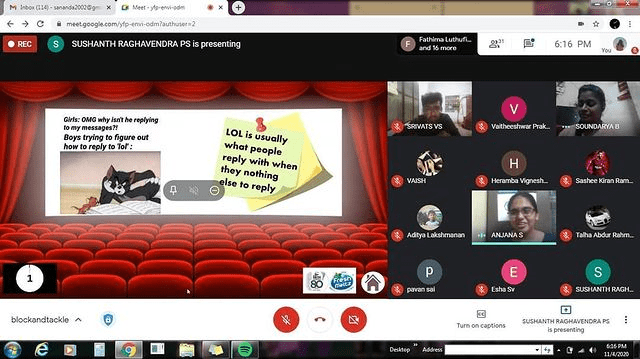 Inbox (114) - sananda2002@gm
Meet - yfp-envi-odm
meet.google.com/yfp-envi-odm?authuser=2
REC
S
SUSHANTH RAGHAVENDRA PS is presenting
F
Fathima Luthufi...
and 16 more
31
6:16 PM
You
Girls: OMG why isn't he replying
to my messages?!
Boys trying to figure out
how to reply to 'lol' :
LOL is usually
what people
reply with when
they nothing
else to reply
1
80
Fresh
Mentz
SRIVATS VS
V
Vaitheeshwar Prak...
SOUNDARYA B
VAISH
H
Heramba Vignesh...
Sashee Kiran Ram...
Aditya Lakshmanan
ANJANA S
Talha Abdur Rahm...
p
pavan sai
E
Esha Sv
S
SUSHANTH RAGH...
blockandtackle
Turn on captions
SUSHANTH RAGHAVENDRA PS
is presenting
Desktop
Address
6:15 PM
11/4/2020